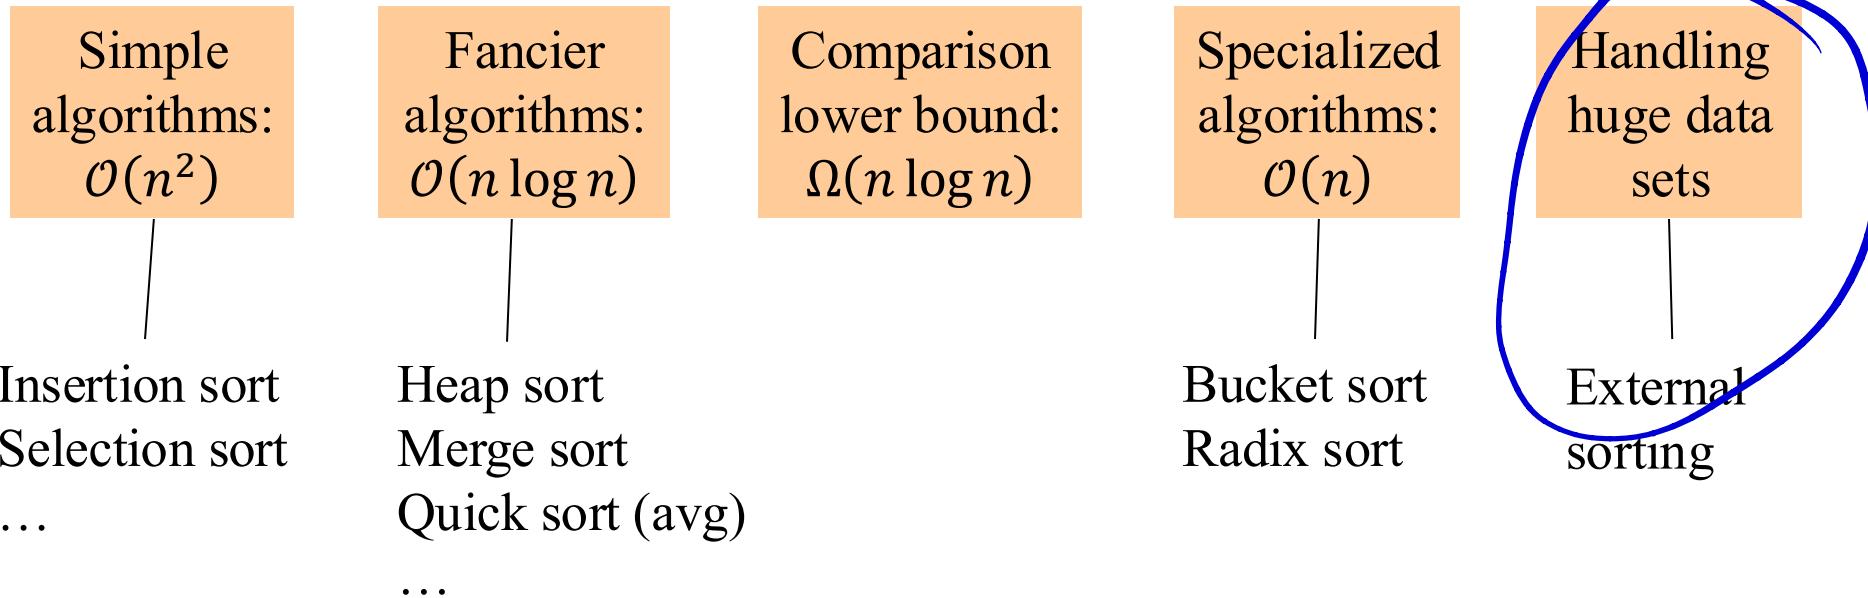 Simple
algorithms:
𝒪(n²)
Fancier
algorithms:
𝒪(n log n)
Comparison
lower bound:
Ω(n log n)
Specialized
algorithms:
𝒪(n)
Handling
huge data
sets
Insertion sort
Selection sort
…
Heap sort
Merge sort
Quick sort (avg)
…
Bucket sort
Radix sort
External
sorting